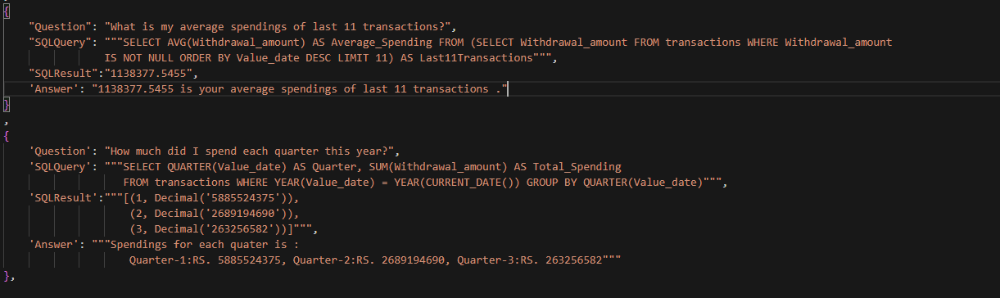 {
"Question": "What is my average spendings of last 11 transactions?",
"SQLQuery": """SELECT AVG(Withdrawal_amount) AS Average_Spending FROM (SELECT Withdrawal_amount FROM transactions WHERE Withdrawal_amount
IS NOT NULL ORDER BY Value_date DESC LIMIT 11) AS Last11Transactions""",
"SQLResult":"1138377.5455",
'Answer': "1138377.5455 is your average spendings of last 11 transactions ."
}
,
{
'Question': "How much did I spend each quarter this year?",
'SQLQuery': """SELECT QUARTER(Value_date) AS Quarter, SUM(Withdrawal_amount) AS Total_Spending
FROM transactions WHERE YEAR(Value_date) = YEAR(CURRENT_DATE()) GROUP BY QUARTER(Value_date)""",
'SQLResult':"""[(1, Decimal('5885524375')),
(2, Decimal('2689194690')),
(3, Decimal('263256582'))]""",
'Answer': """Spendings for each quater is :
Quarter-1:RS. 5885524375, Quarter-2:RS. 2689194690, Quarter-3:RS. 263256582"""
},